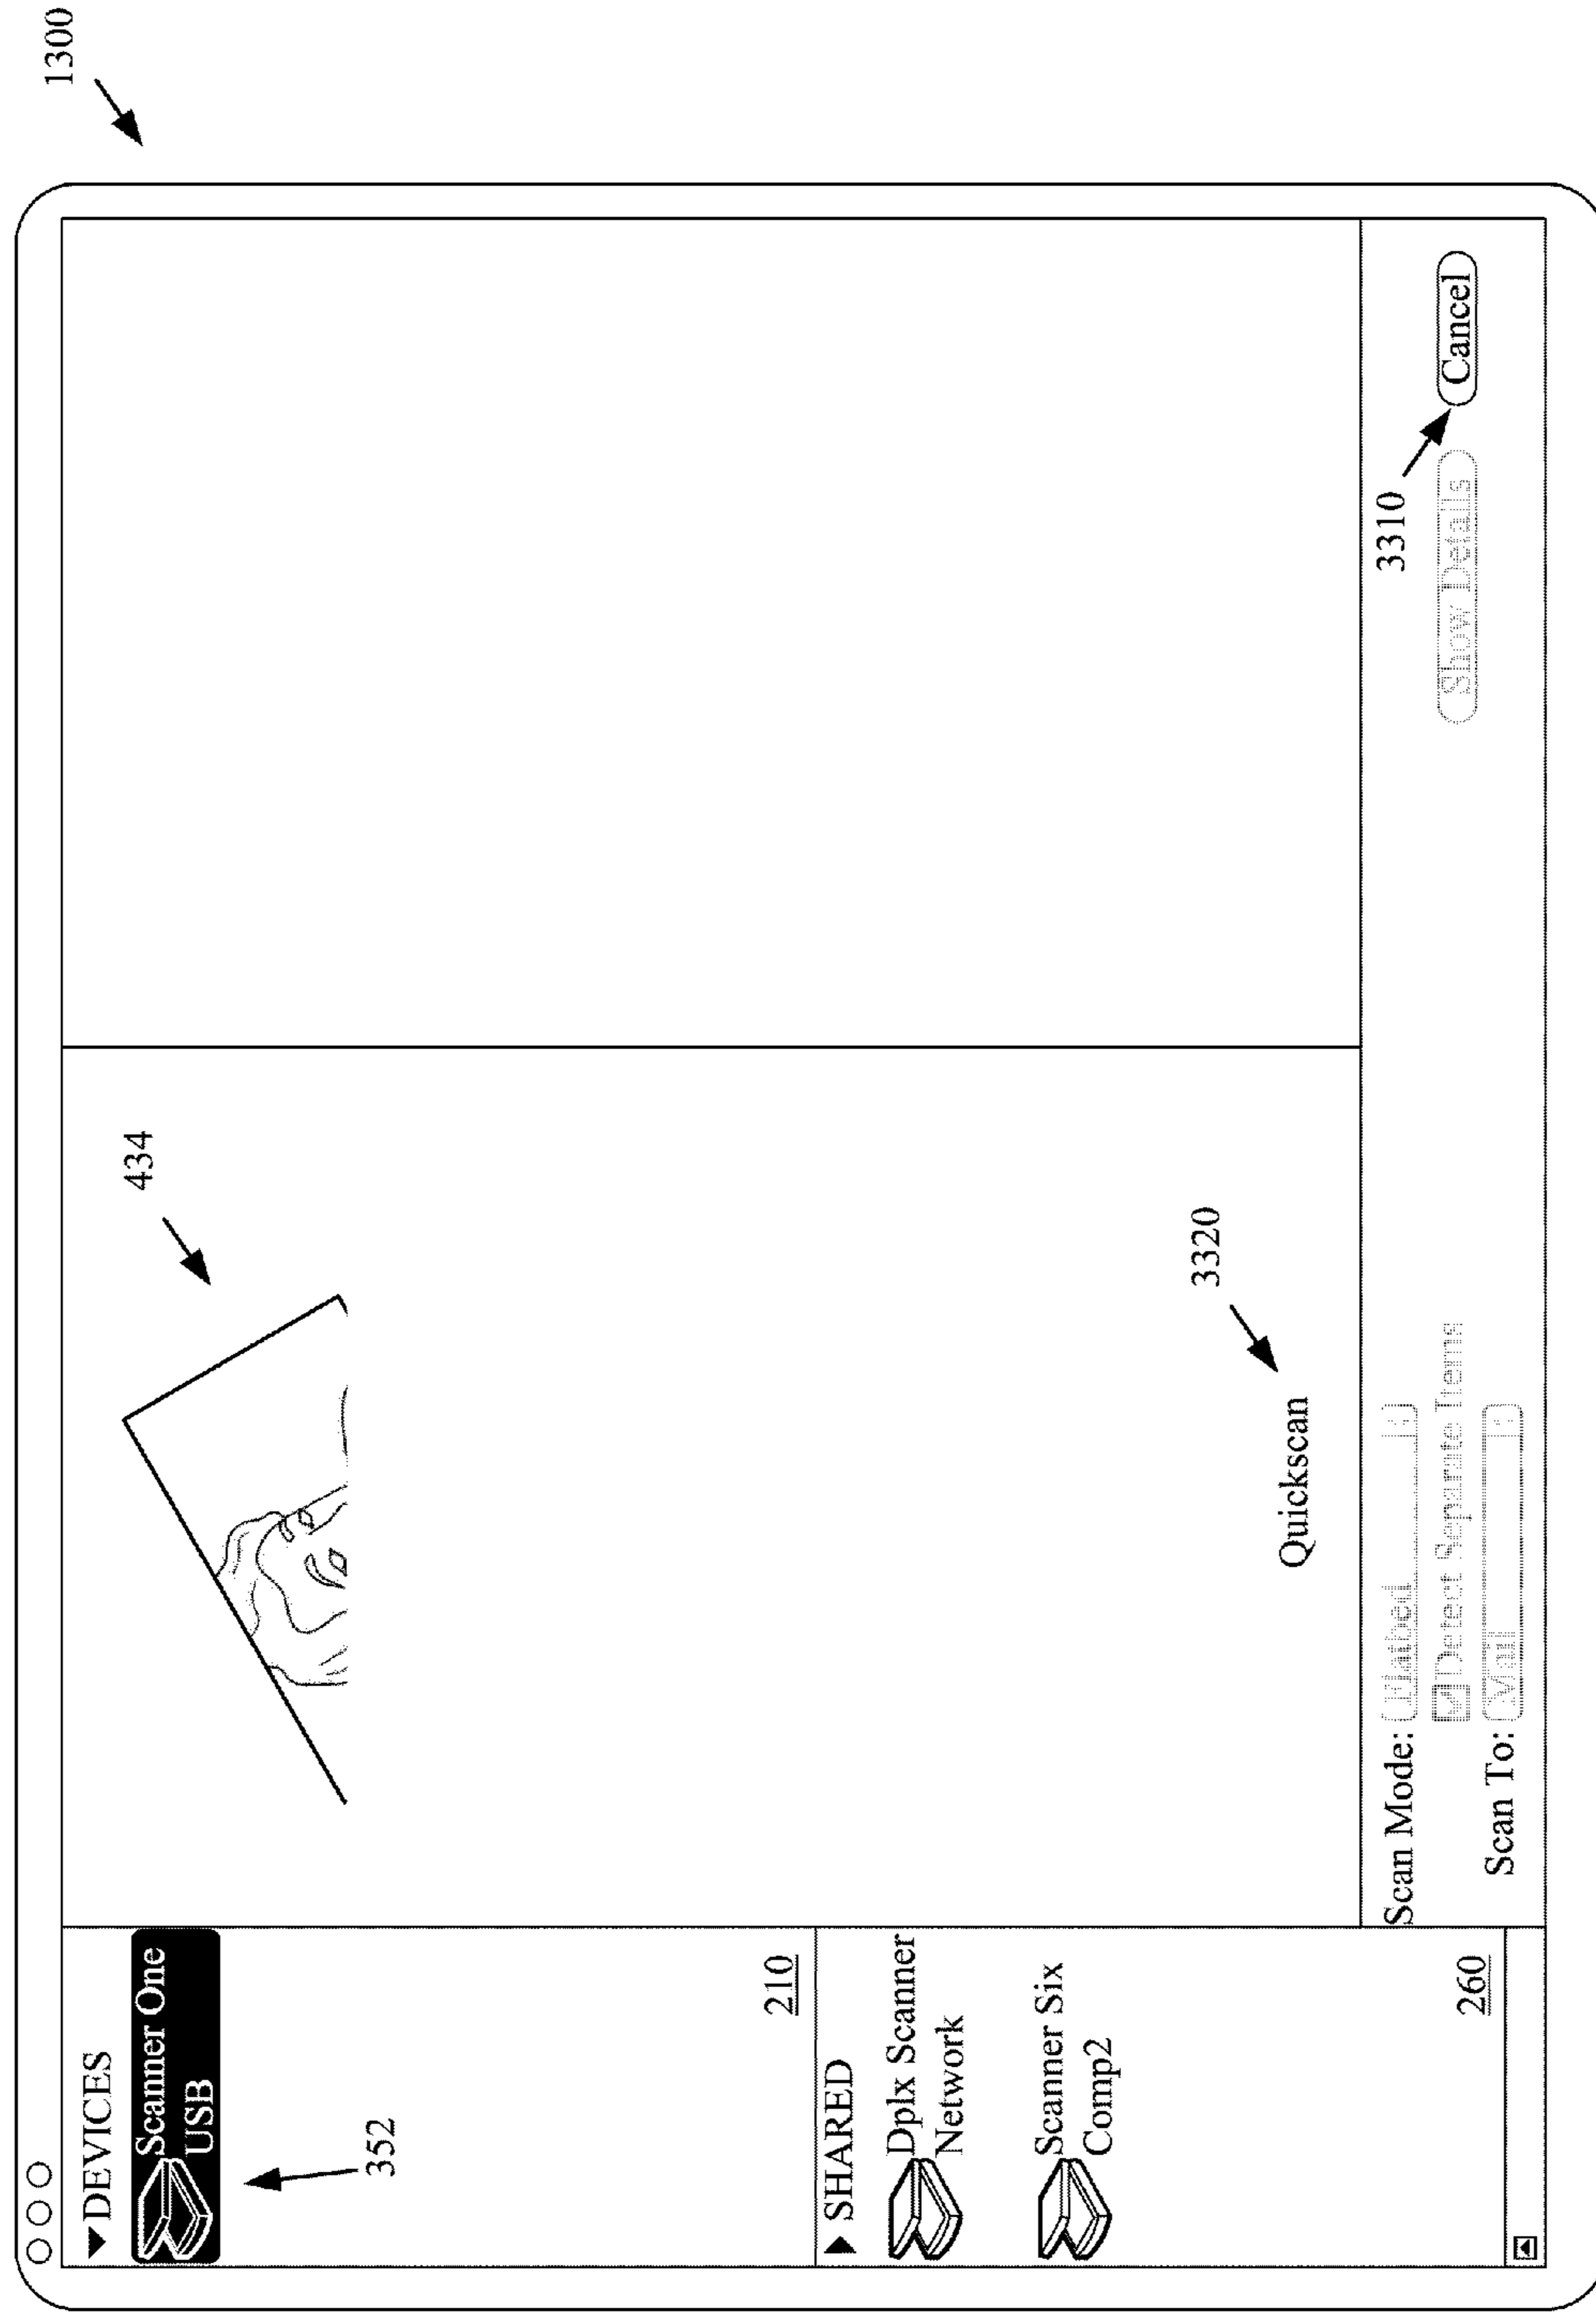 1300
DEVICES
Scanner One
USB
352
210
SHARED
Dplx Scanner
Network
Scanner Six
Comp2
260
434
3320
Quickscan
Scan Mode: Flatbed
Detect Separate Items
Scan To: Mail
3310
Show Details
Cancel